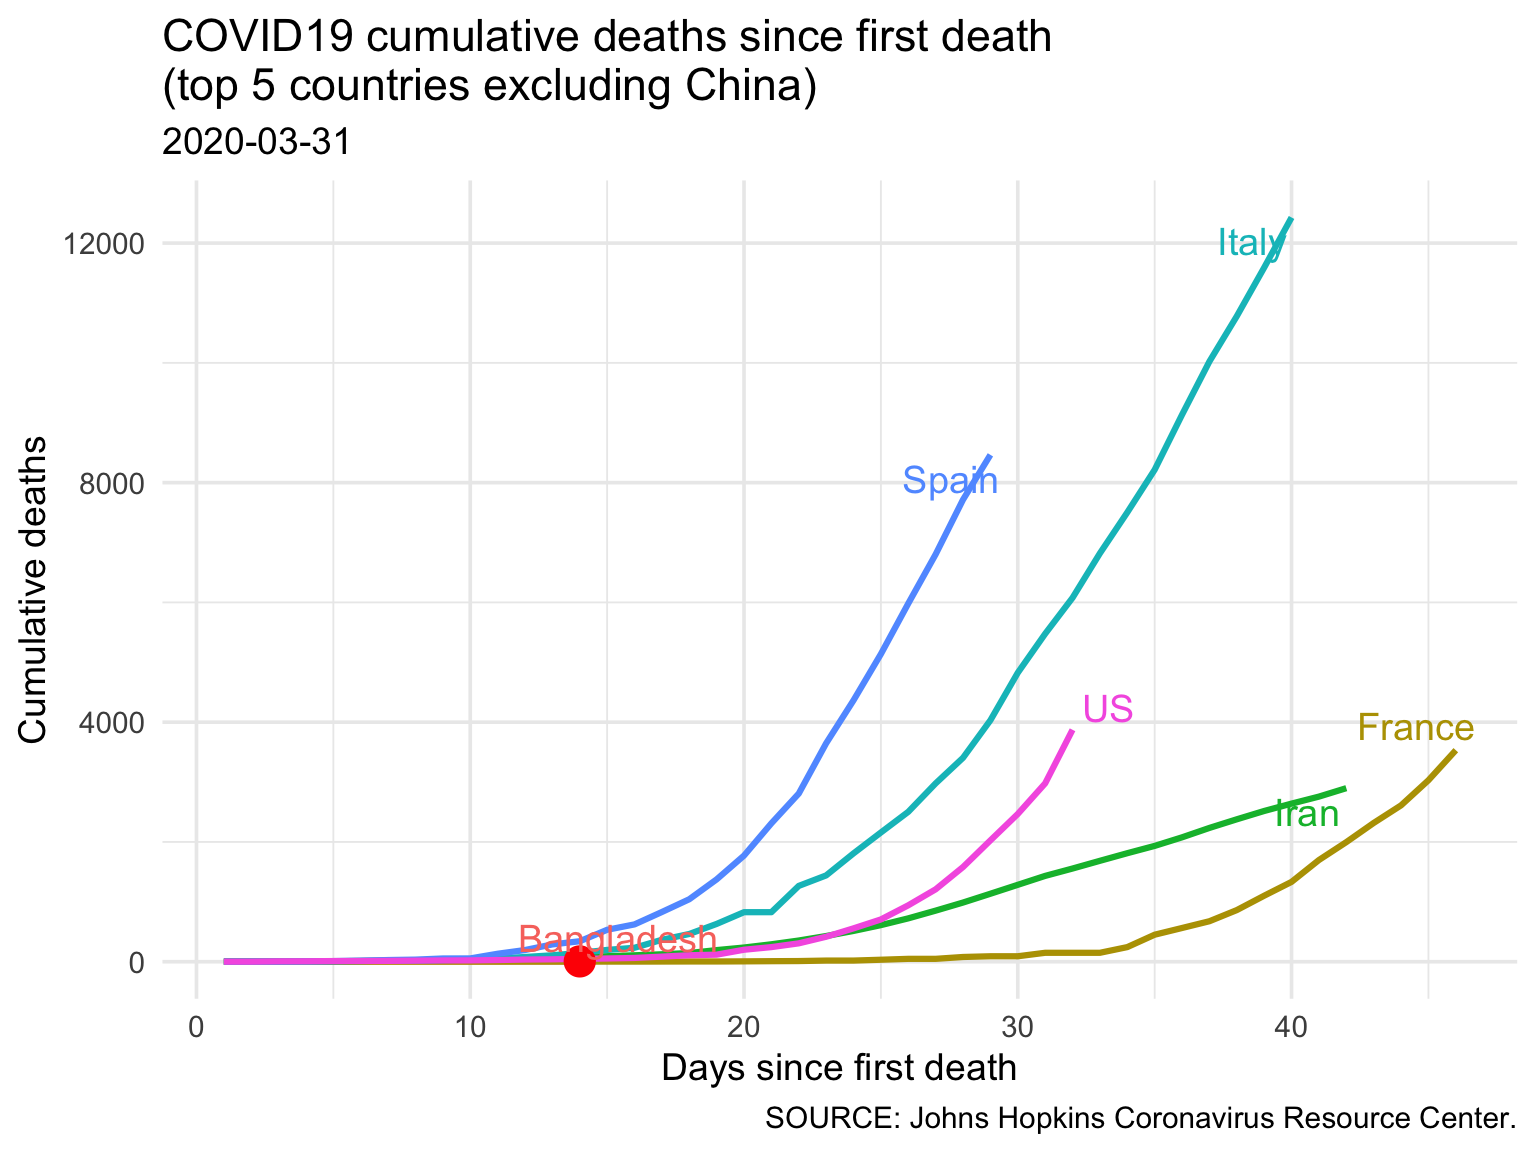 COVID19 cumulative deaths since first death
(top 5 countries excluding China)
2020-03-31
Cumulative deaths
12000
8000
4000
0
Italy
Spain
US
France
Iran
Bangladesh
0 10 20 30 40
Days since first death
SOURCE: Johns Hopkins Coronavirus Resource Center.